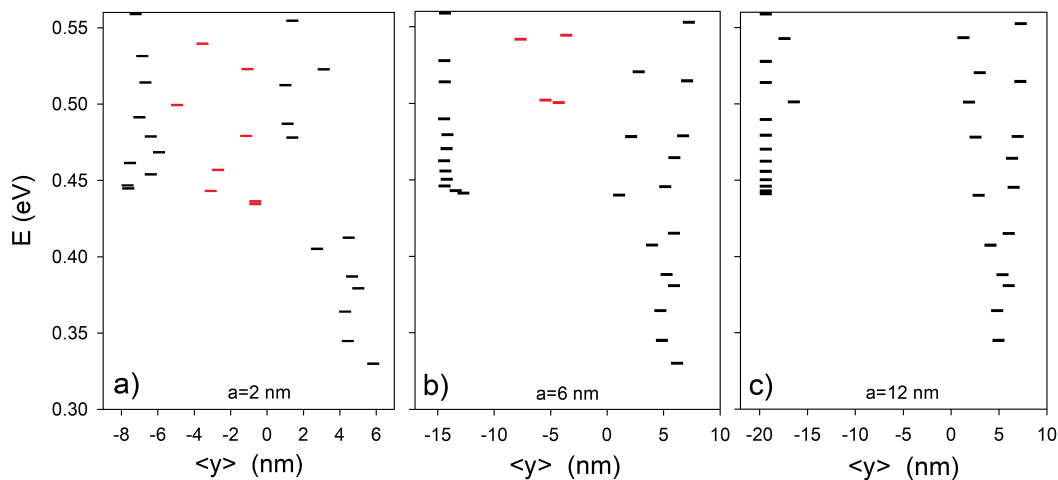 E (eV)
0.55
0.50
0.45
0.40
0.35
0.30
a)
a=2 nm
-8 -6 -4 -2 0 2 4 6
<y> (nm)
b)
a=6 nm
-15 -10 -5 0 5 10
<y> (nm)
c)
a=12 nm
-20 -15 -10 -5 0 5 10
<y> (nm)